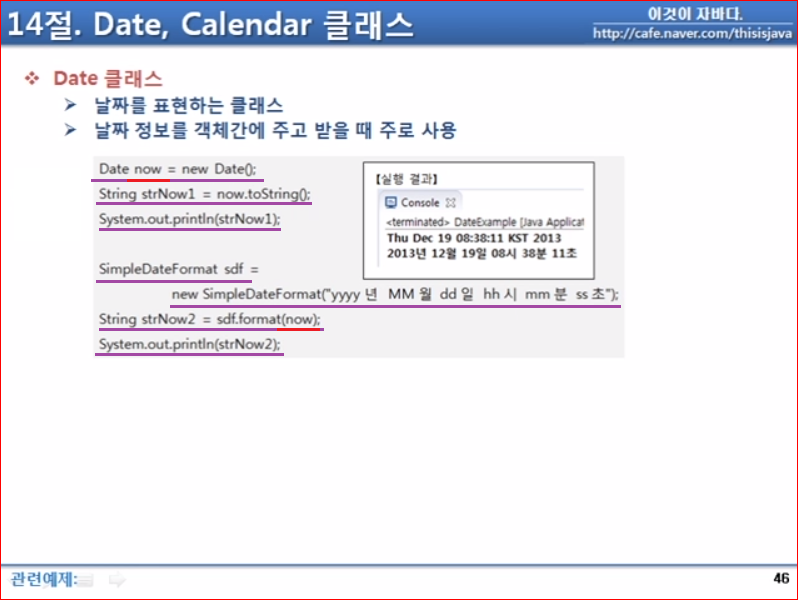 14절. Date, Calendar 클래스
이것이 자바다.
http://cafe.naver.com/thisisjava
Date 클래스
날짜를 표현하는 클래스
날짜 정보를 객체간에 주고 받을 때 주로 사용
Date now = new Date();
String strNow1 = now.toString();
System.out.println(strNow1);
SimpleDateFormat sdf =
new SimpleDateFormat("yyyy 년 MM 월 dd 일 hh 시 mm 분 ss 초");
String strNow2 = sdf.format(now);
System.out.println(strNow2);
[실행 결과]
Console
<terminated> DateExample [Java Applicat
Thu Dec 19 08:38:11 KST 2013
2013년 12월 19일 08시 38분 11초
관련예제:
46